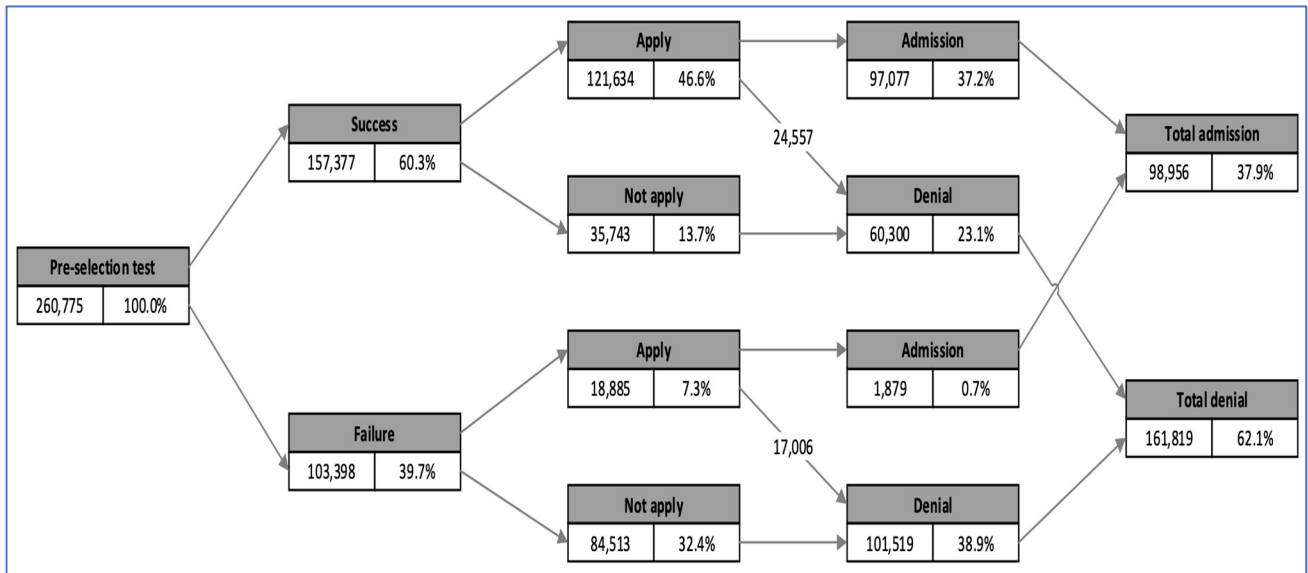 Apply
121,634 46.6%
Admission
97,077 37.2%
Success
157,377 60.3%
24,557
Total admission
98,956 37.9%
Not apply
35,743 13.7%
Denial
60,300 23.1%
Pre-selection test
260,775 100.0%
Apply
18,885 7.3%
Admission
1,879 0.7%
Total denial
161,819 62.1%
Failure
103,398 39.7%
17,006
Not apply
84,513 32.4%
Denial
101,519 38.9%